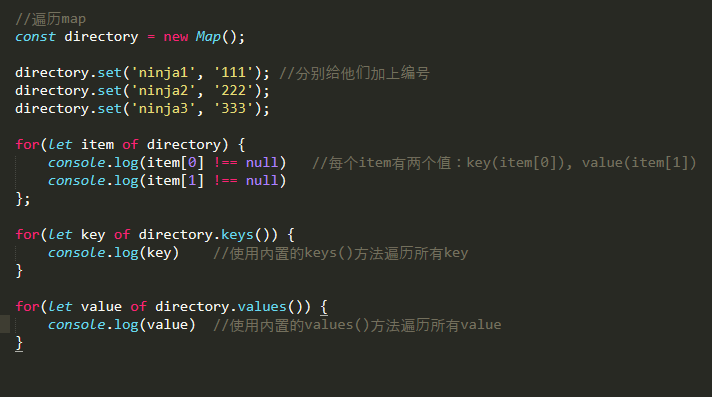 //遍历map
const directory = new Map();
directory.set('ninja1', '111'); //分别给他们加上编号
directory.set('ninja2', '222');
directory.set('ninja3', '333');
for(let item of directory) {
console.log(item[0] !== null) //每个item有两个值：key(item[0]), value(item[1])
console.log(item[1] !== null)
};
for(let key of directory.keys()) {
console.log(key) //使用内置的keys()方法遍历所有key
}
for(let value of directory.values()) {
console.log(value) //使用内置的values()方法遍历所有value
}